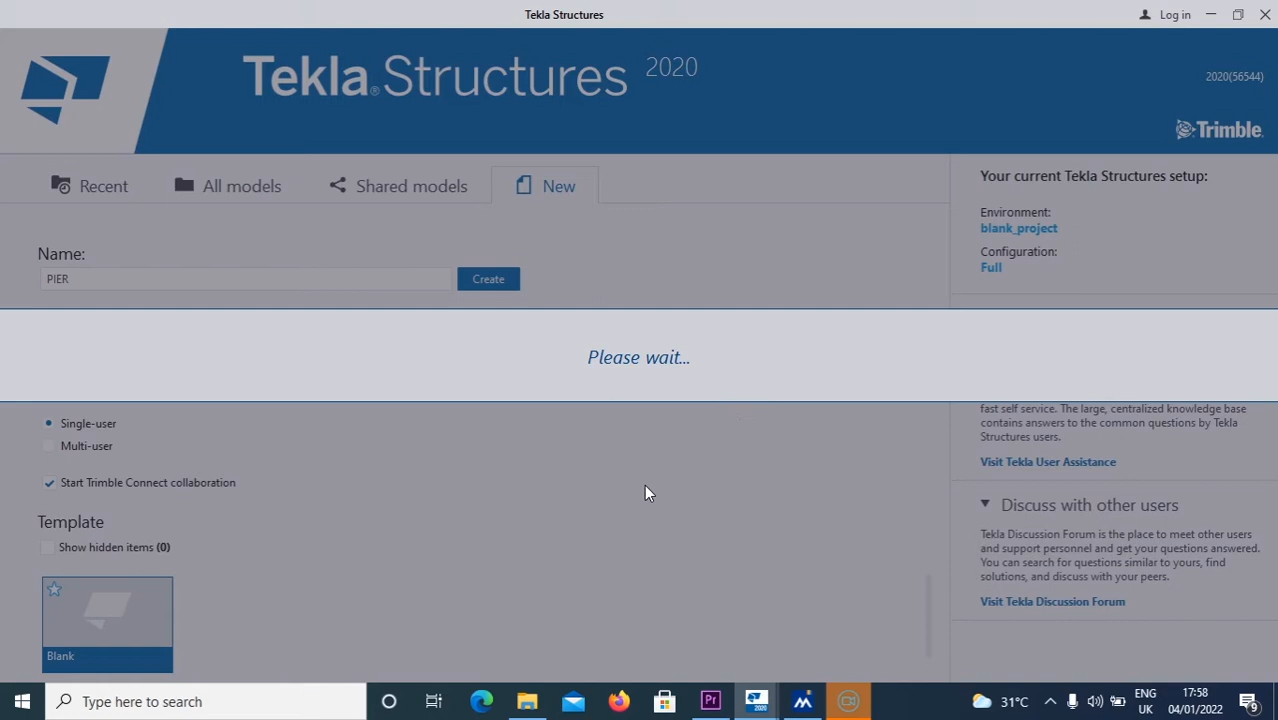 Tekla Structures
Log in
Tekla® Structures 2020
2020(56544)
Trimble.
Recent
All models
Shared models
New
Your current Tekla Structures setup:
Environment:
blank_project
Configuration:
Full
Name:
PIER
Create
Please wait...
Single-user
Multi-user
Start Trimble Connect collaboration
Template
Show hidden items (0)
Blank
fast self service. The large, centralized knowledge base
contains answers to the common questions by Tekla
Structures users.
Visit Tekla User Assistance
Discuss with other users
Tekla Discussion Forum is the place to meet other users
and support personnel and get your questions answered.
You can search for questions similar to yours, find
solutions, and discuss with your peers.
Visit Tekla Discussion Forum
Type here to search
Pr
2020
31°C
ENG
UK
17:58
04/01/2022
9